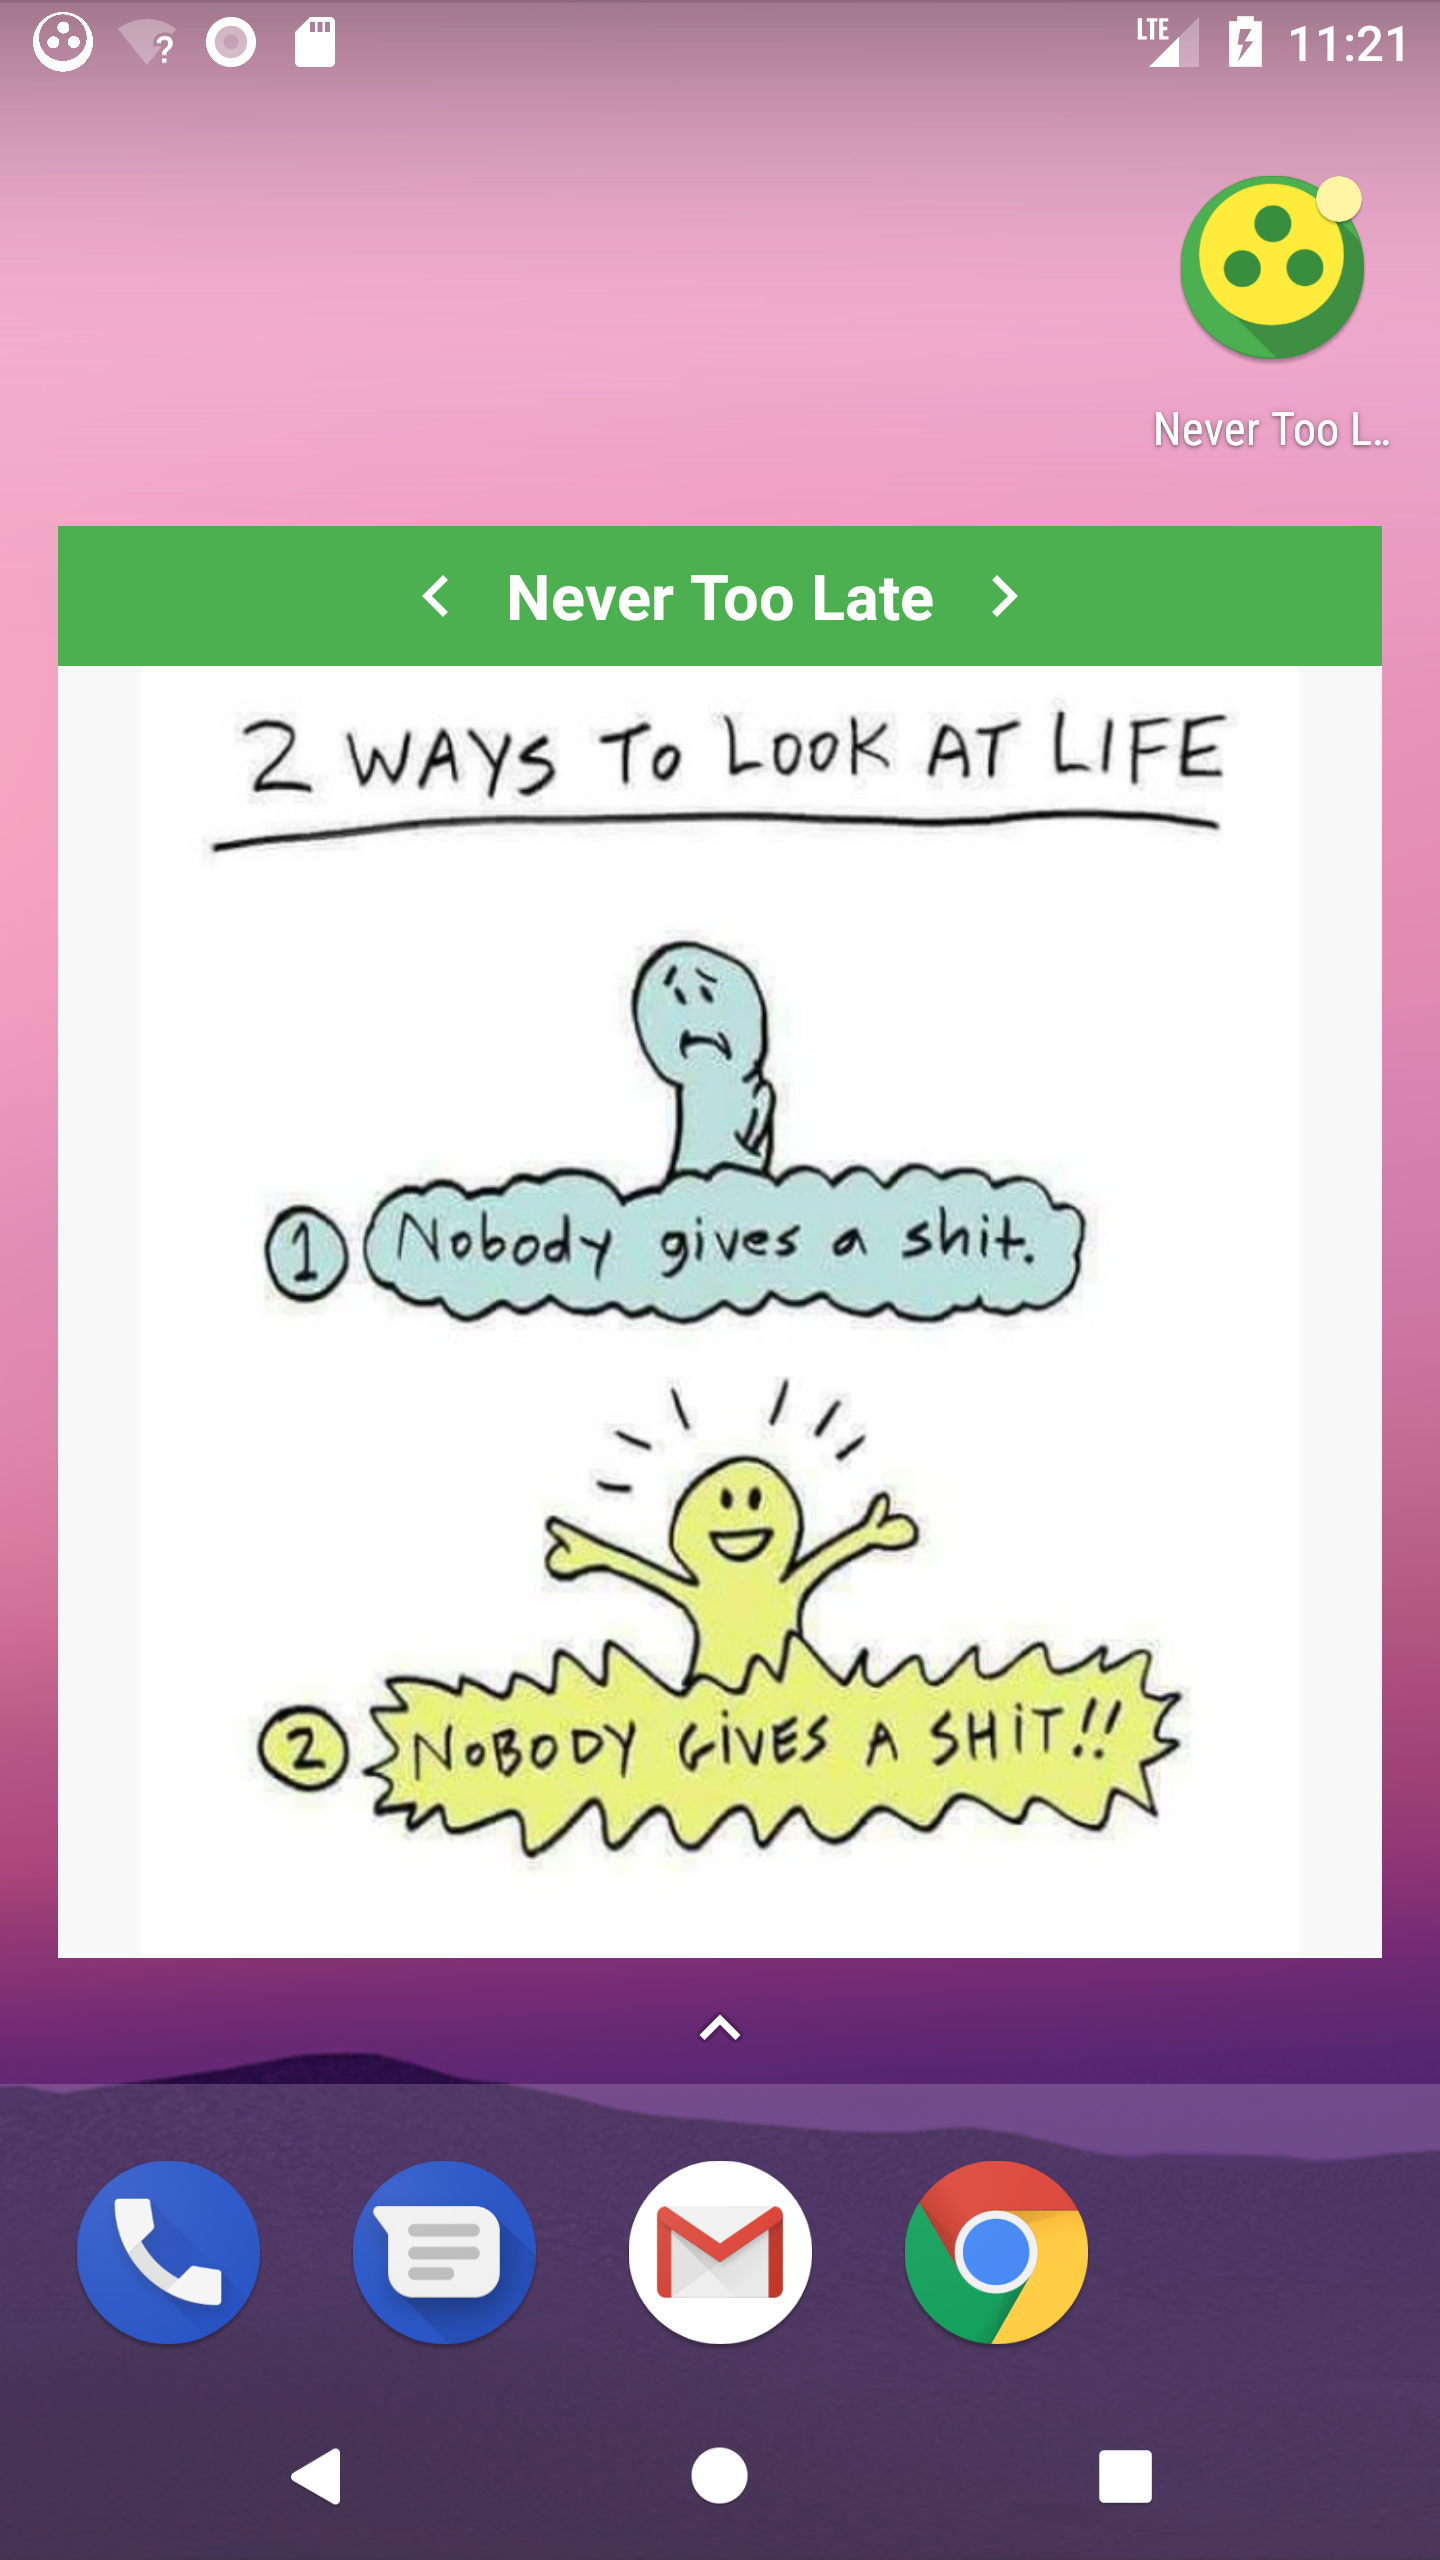 LTE 11:21
Never Too L..
Never Too Late
2 WAYS TO LOOK AT LIFE
1 Nobody gives a shit.
2 NOBODY GIVES A SHIT!!